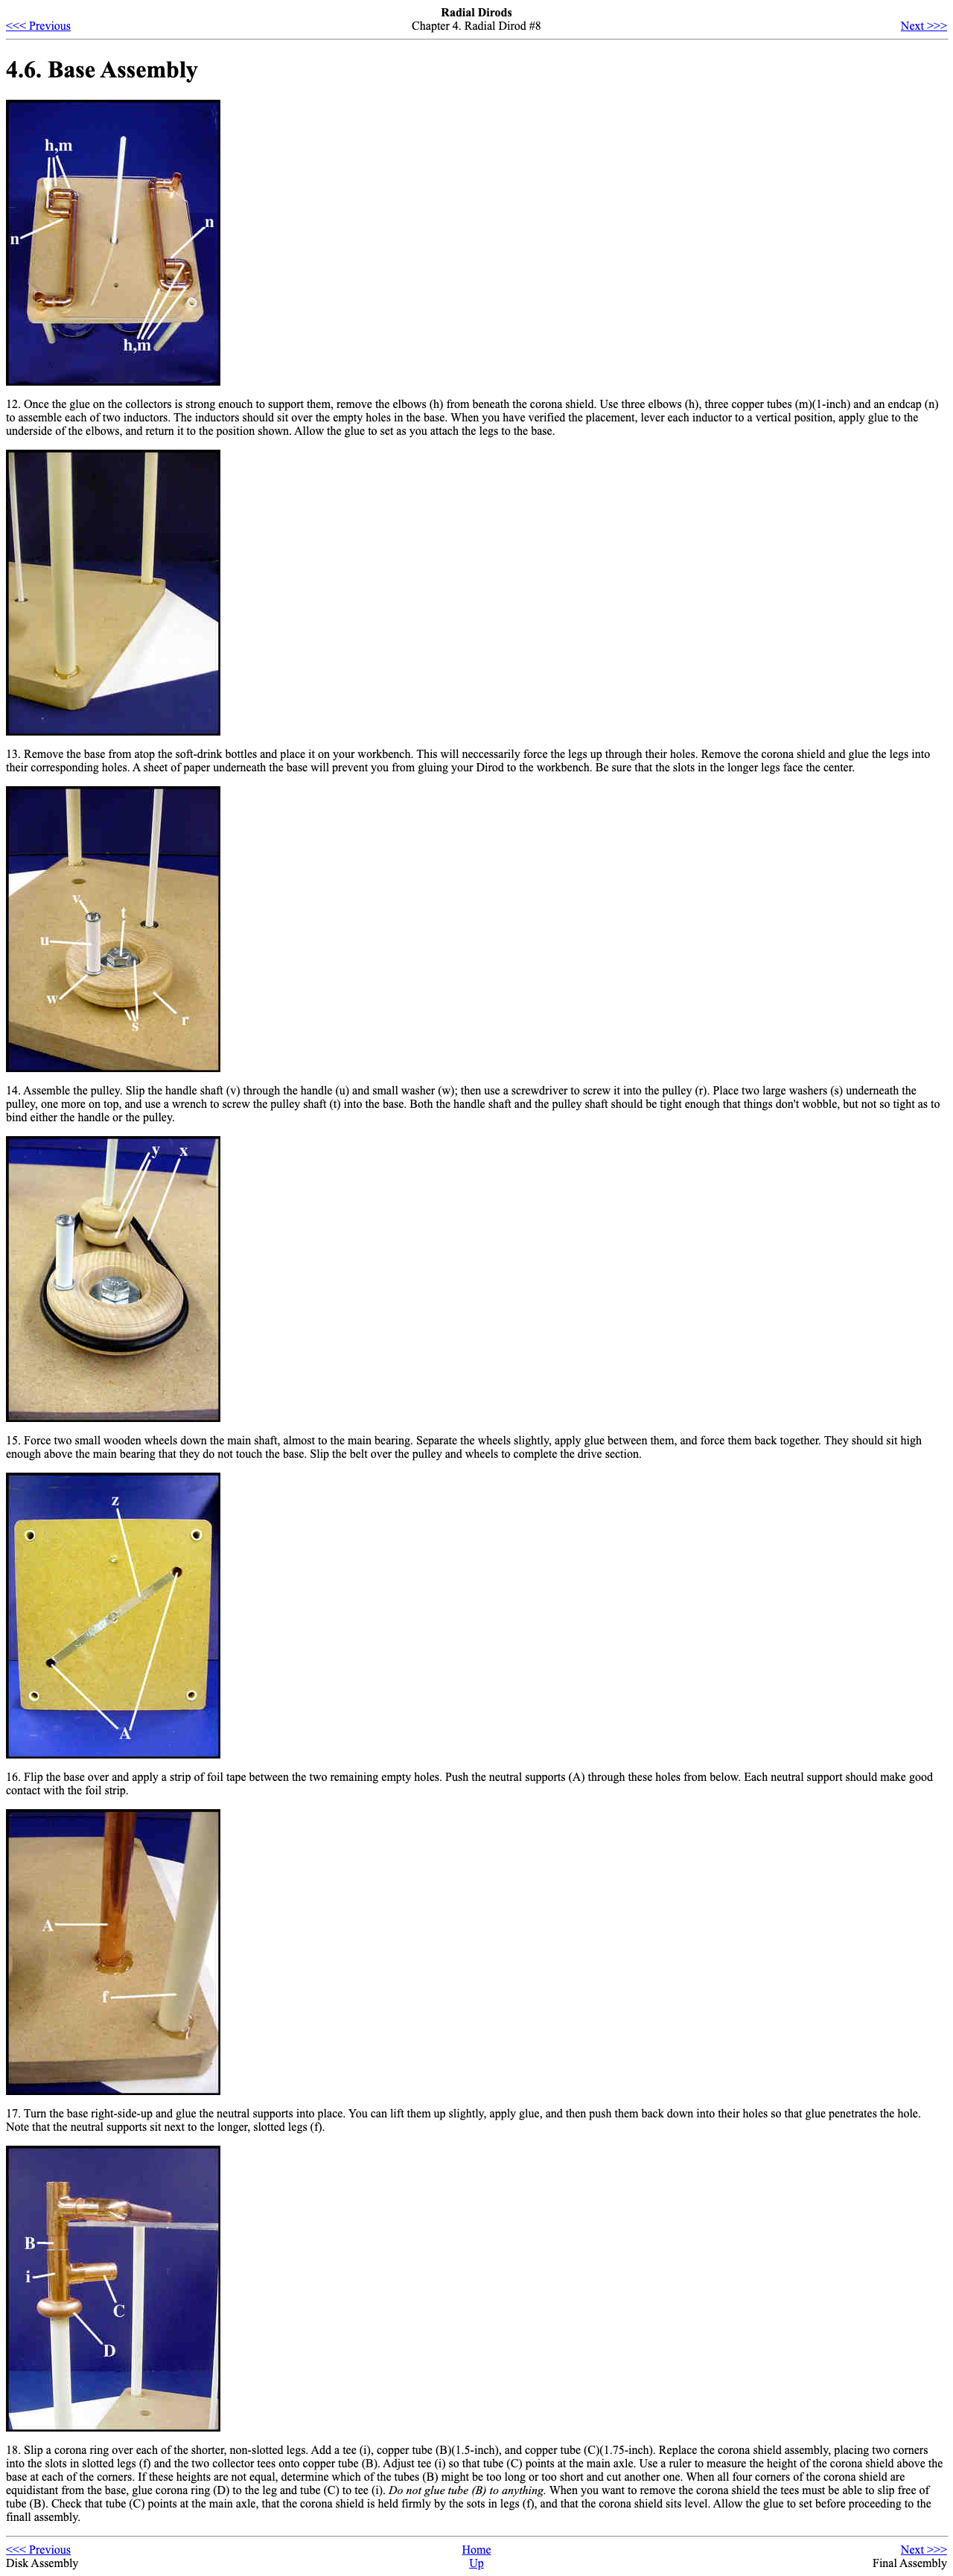 Radial Dirods
<<< Previous Chapter 4. Radial Dirod #8 Next >>>
4.6. Base Assembly
h,m
n
n
h,m
12. Once the glue on the collectors is strong enouch to support them, remove the elbows (h) from beneath the corona shield. Use three elbows (h), three copper tubes (m)(1-inch) and an endcap (n)
to assemble each of two inductors. The inductors should sit over the empty holes in the base. When you have verified the placement, lever each inductor to a vertical position, apply glue to the
underside of the elbows, and return it to the position shown. Allow the glue to set as you attach the legs to the base.
13. Remove the base from atop the soft-drink bottles and place it on your workbench. This will neccessarily force the legs up through their holes. Remove the corona shield and glue the legs into
their corresponding holes. A sheet of paper underneath the base will prevent you from gluing your Dirod to the workbench. Be sure that the slots in the longer legs face the center.
v
t
u
w
s
r
14. Assemble the pulley. Slip the handle shaft (v) through the handle (u) and small washer (w); then use a screwdriver to screw it into the pulley (r). Place two large washers (s) underneath the
pulley, one more on top, and use a wrench to screw the pulley shaft (t) into the base. Both the handle shaft and the pulley shaft should be tight enough that things don't wobble, but not so tight as to
bind either the handle or the pulley.
y x
15. Force two small wooden wheels down the main shaft, almost to the main bearing. Separate the wheels slightly, apply glue between them, and force them back together. They should sit high
enough above the main bearing that they do not touch the base. Slip the belt over the pulley and wheels to complete the drive section.
z
A
16. Flip the base over and apply a strip of foil tape between the two remaining empty holes. Push the neutral supports (A) through these holes from below. Each neutral support should make good
contact with the foil strip.
A
f
17. Turn the base right-side-up and glue the neutral supports into place. You can lift them up slightly, apply glue, and then push them back down into their holes so that glue penetrates the hole.
Note that the neutral supports sit next to the longer, slotted legs (f).
B
i
C
D
18. Slip a corona ring over each of the shorter, non-slotted legs. Add a tee (i), copper tube (B)(1.5-inch), and copper tube (C)(1.75-inch). Replace the corona shield assembly, placing two corners
into the slots in slotted legs (f) and the two collector tees onto copper tube (B). Adjust tee (i) so that tube (C) points at the main axle. Use a ruler to measure the height of the corona shield above the
base at each of the corners. If these heights are not equal, determine which of the tubes (B) might be too long or too short and cut another one. When all four corners of the corona shield are
equidistant from the base, glue corona ring (D) to the leg and tube (C) to tee (i). Do not glue tube (B) to anything. When you want to remove the corona shield the tees must be able to slip free of
tube (B). Check that tube (C) points at the main axle, that the corona shield is held firmly by the sots in legs (f), and that the corona shield sits level. Allow the glue to set before proceeding to the
finall assembly.
<<< Previous Home Next >>>
Disk Assembly Up Final Assembly